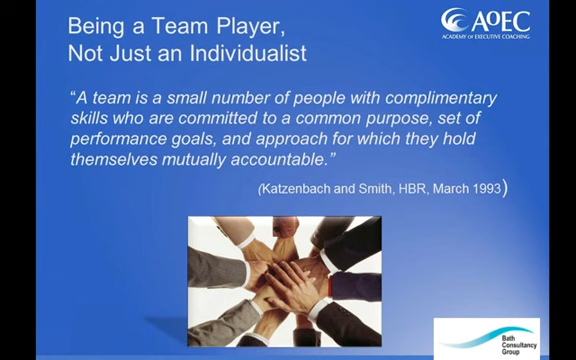 Being a Team Player,
Not Just an Individualist
AOEC
ACADEMY OF EXECUTIVE COACHING
“A team is a small number of people with complimentary
skills who are committed to a common purpose, set of
performance goals, and approach for which they hold
themselves mutually accountable.”
(Katzenbach and Smith, HBR, March 1993)
Bath
Consultancy
Group